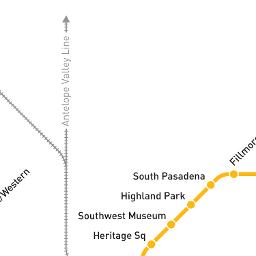 Antelope Valley Line
Fillmore
South Pasadena
Highland Park
/Western
Southwest Museum
Heritage Sq